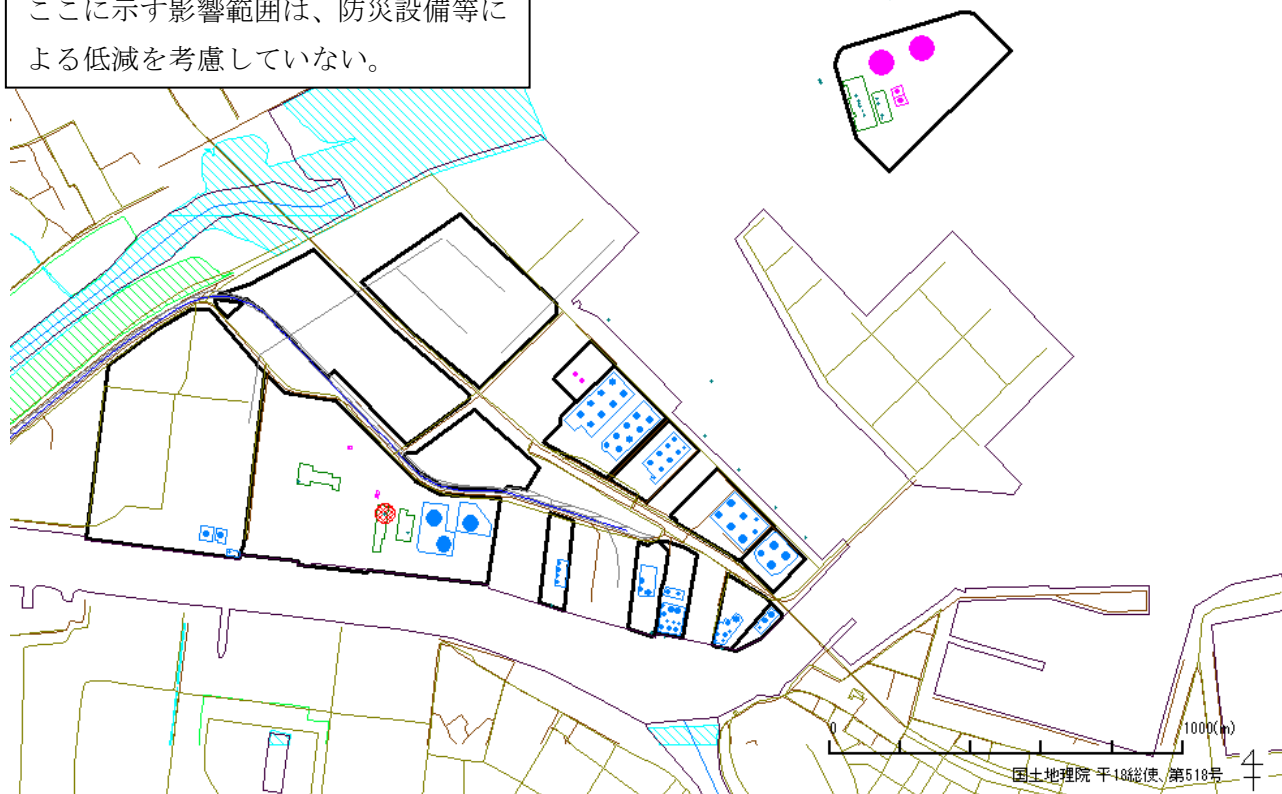 ここに示す影響範囲は、防災設備等に
よる低減を考慮していない。
0
1000(m)
国土地理院 平18総使、第518号